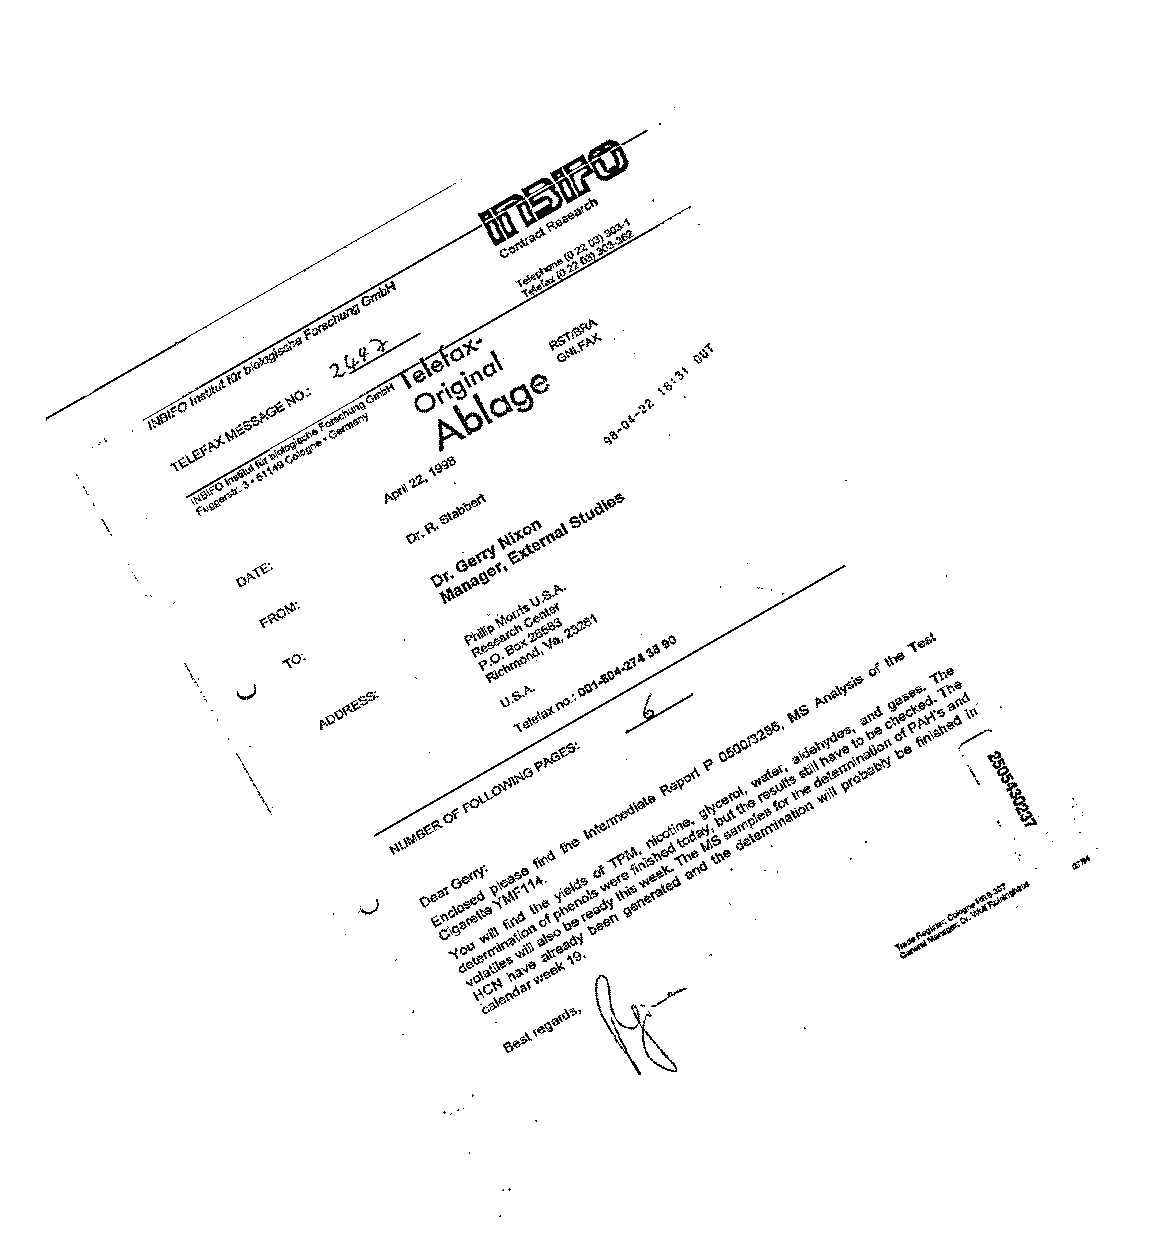 INBIFO
Contract Research
INBIFO Institut für biologische Forschung GmbH
Telephone (0 22 03) 303-1
Telefax (0 22 03) 303-362
TELEFAX MESSAGE NO.: 2447
RST/BRA
GNI.FAX
Telefax-
Original
Ablage
INBIFO Institut für biologische Forschung GmbH
Fuggerstr. 3 • 51149 Cologne • Germany
98-04-22 16:31 OUT
DATE: April 22, 1998
FROM: Dr. R. Stabbert
TO: Dr. Gerry Nixon
Manager, External Studies
ADDRESS: Philip Morris U.S.A.
Research Center
P.O. Box 26583
Richmond, Va, 23261
U.S.A.
Telefax no.: 001-804-274 38 90
NUMBER OF FOLLOWING PAGES: 6
Dear Gerry:
Enclosed please find the Intermediate Report P 0500/3295, MS Analysis of the Test
Cigarette YMF114.
You will find the yields of TPM, nicotine, glycerol, water, aldehydes, and gases. The
determination of phenols were finished today, but the results still have to be checked. The
volatiles will also be ready this week. The MS samples for the determination of PAH's and
HCN have already been generated and the determination will probably be finished in
calendar week 19.
Best regards,
2505430237
Trade Register: Cologne HRB 367
General Manager: Dr. Wolf Reininghaus